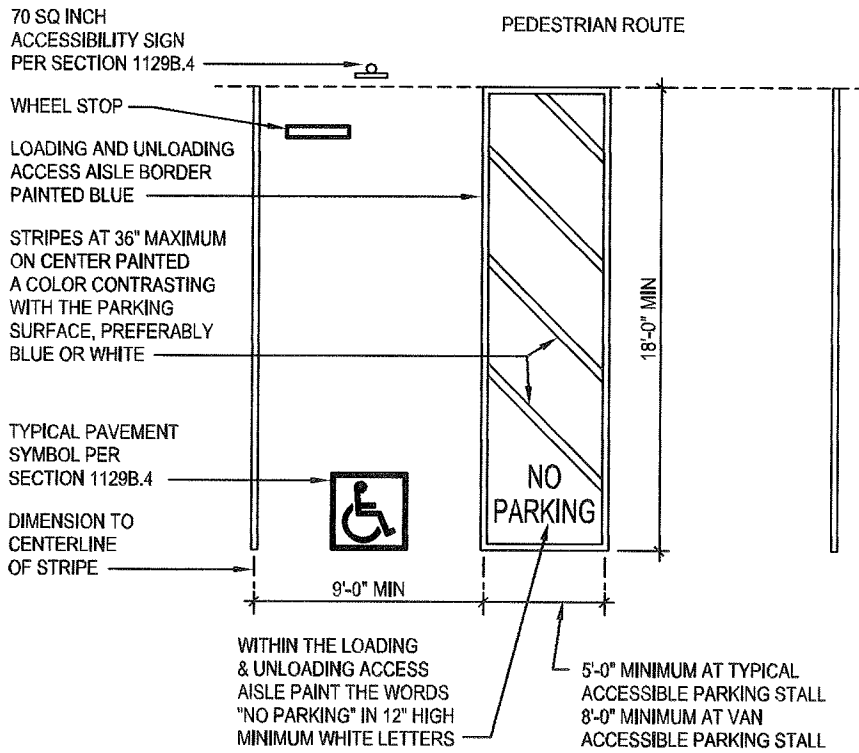 70 SQ INCH
ACCESSIBILITY SIGN
PER SECTION 1129B.4
PEDESTRIAN ROUTE
WHEEL STOP
LOADING AND UNLOADING
ACCESS AISLE BORDER
PAINTED BLUE
STRIPES AT 36" MAXIMUM
ON CENTER PAINTED
A COLOR CONTRASTING
WITH THE PARKING
SURFACE, PREFERABLY
BLUE OR WHITE
18'-0" MIN
TYPICAL PAVEMENT
SYMBOL PER
SECTION 1129B.4
NO
PARKING
DIMENSION TO
CENTERLINE
OF STRIPE
9'-0" MIN
WITHIN THE LOADING
& UNLOADING ACCESS
AISLE PAINT THE WORDS
"NO PARKING" IN 12" HIGH
MINIMUM WHITE LETTERS
5'-0" MINIMUM AT TYPICAL
ACCESSIBLE PARKING STALL
8'-0" MINIMUM AT VAN
ACCESSIBLE PARKING STALL